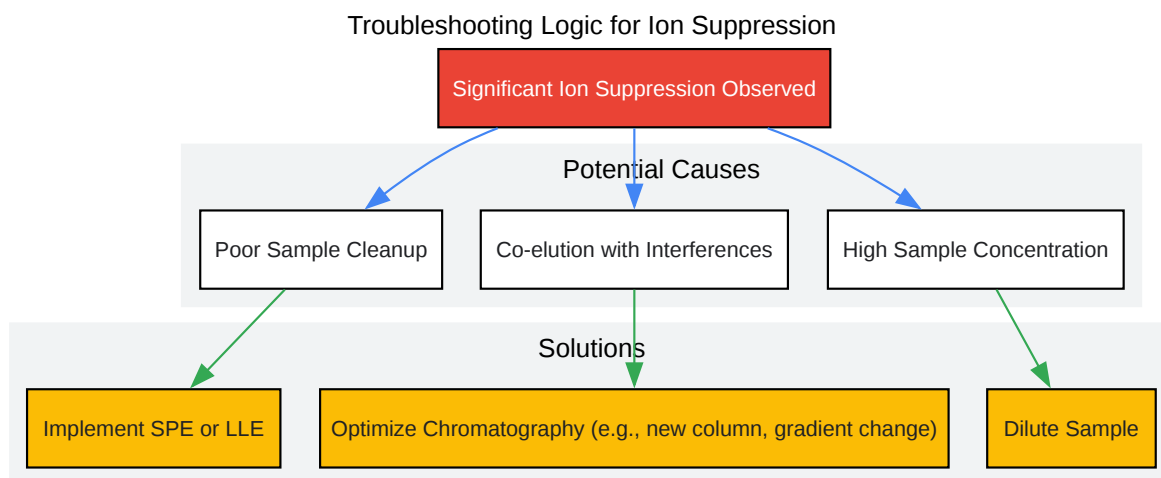 Troubleshooting Logic for Ion Suppression
Significant Ion Suppression Observed
Potential Causes
Poor Sample Cleanup
Co-elution with Interferences
High Sample Concentration
Solutions
Implement SPE or LLE
Optimize Chromatography (e.g., new column, gradient change)
Dilute Sample